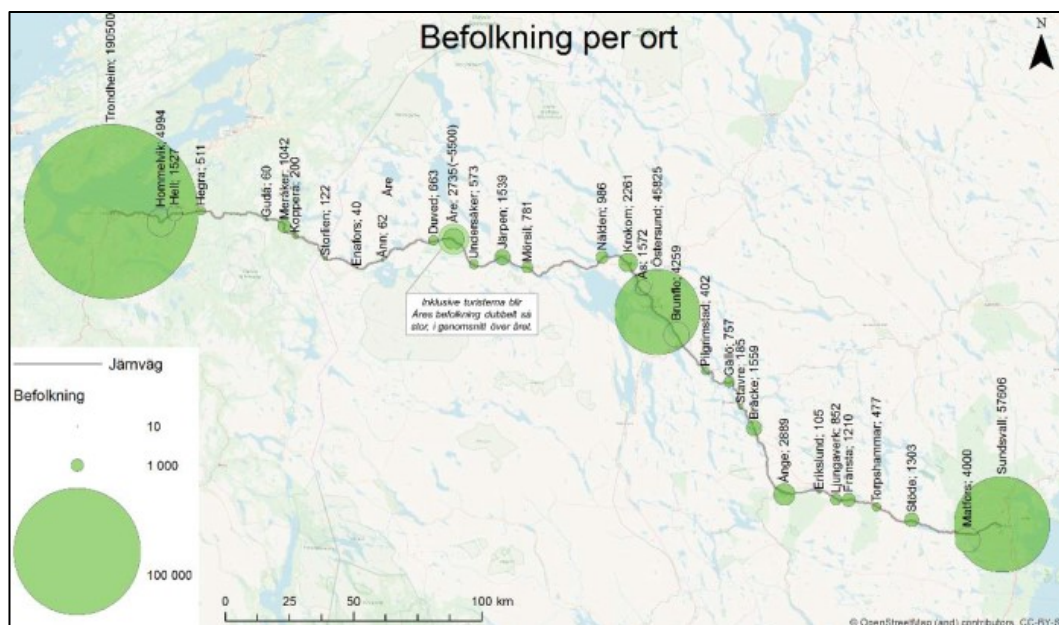 Befolkning per ort
N
Trondheim; 190500
Hommelvik; 4994
Hell; 1527
Hegra; 511
Gudå; 60
Meråker; 1042
Kopperå; 200
Storlien; 122
Enafors; 40
Ånn; 62
Åre
Duved; 663
Åre; 2735(~5500)
Undersåker; 573
Järpen; 1539
Mörsil; 781
Nälden; 986
Krokom; 2261
Ås; 1572
Östersund; 45825
Brunflo; 4259
Pilgrimstad; 402
Gällö; 757
Stavre; 185
Bräcke; 1559
Ånge; 2889
Erikslund; 105
Ljungaverk; 852
Fränsta; 1210
Torpshammar; 477
Stöde; 1303
Matfors; 4000
Sundsvall; 57606
Inklusive turisterna blir
Åres befolkning dubbelt så
stor, i genomsnitt över året.
Järnväg
Befolkning
10
1 000
100 000
0 25 50 100 km
© OpenStreetMap (and) contributors, CC-BY-S